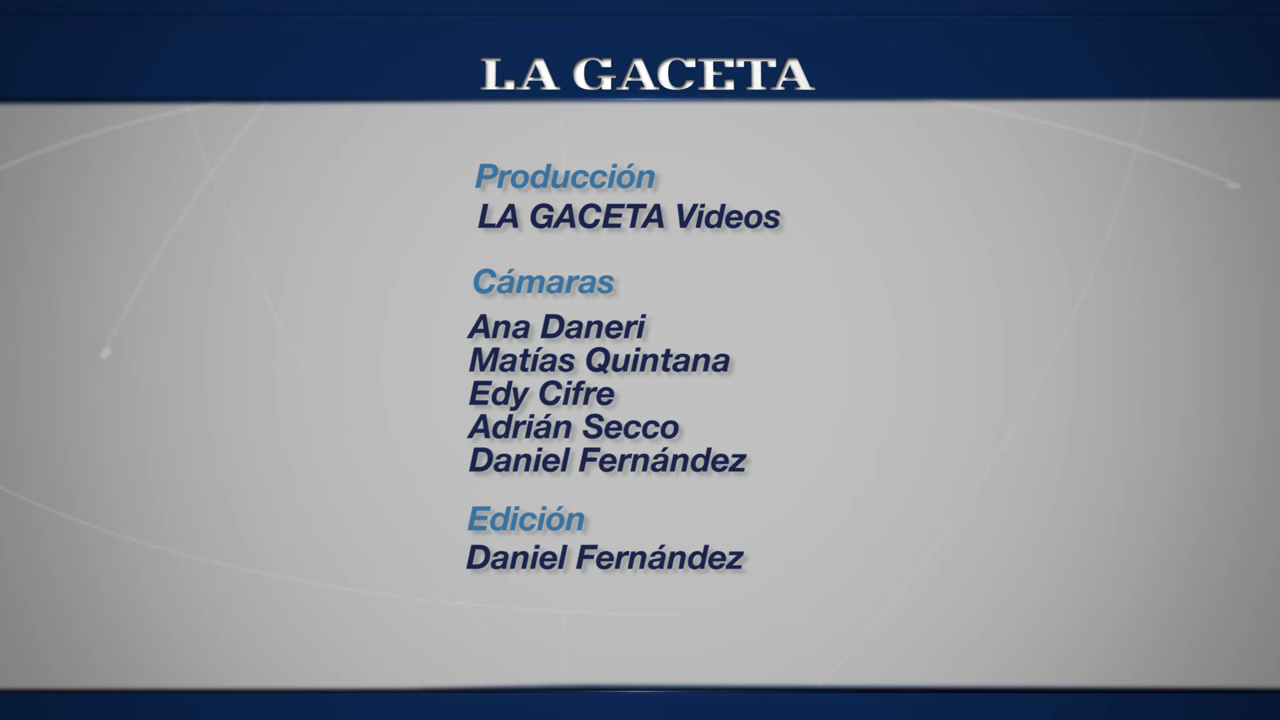 LA GACETA
Producción
LA GACETA Videos
Cámaras
Ana Daneri
Matías Quintana
Edy Cifre
Adrián Secco
Daniel Fernández
Edición
Daniel Fernández